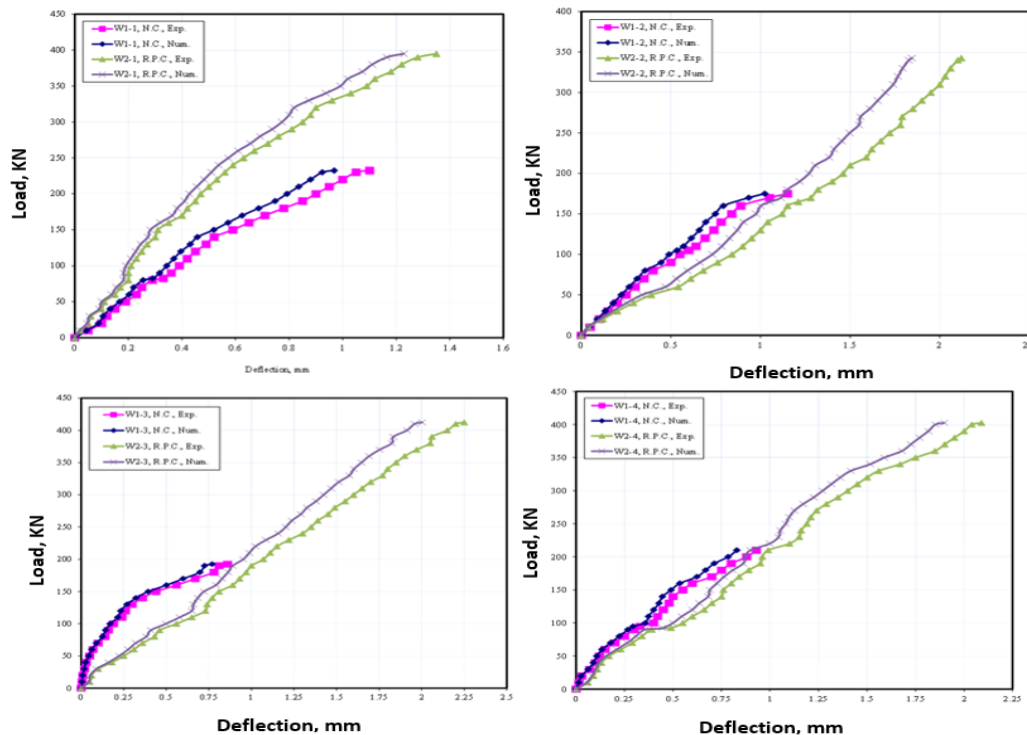 W1-1, N.C., Exp.
W1-1, N.C., Num.
W2-1, R.P.C., Exp.
W2-1, R.P.C., Num.
Load, KN
450
400
350
300
250
200
150
100
50
0
0 0.2 0.4 0.6 0.8 1 1.2 1.4 1.6
Deflection, mm
W1-2, N.C., Exp.
W1-2, N.C., Num.
W2-2, R.P.C., Exp.
W2-2, R.P.C., Num.
Load, KN
400
350
300
250
200
150
100
50
0
0 0.5 1 1.5 2
Deflection, mm
W1-3, N.C., Exp.
W1-3, N.C., Num.
W2-3, R.P.C., Exp.
W2-3, R.P.C., Num.
Load, KN
450
400
350
300
250
200
150
100
50
0
0 0.25 0.5 0.75 1 1.25 1.5 1.75 2 2.25 2.5
Deflection, mm
W1-4, N.C., Exp.
W1-4, N.C., Num.
W2-4, R.P.C., Exp.
W2-4, R.P.C., Num.
Load, KN
450
400
350
300
250
200
150
100
50
0
0 0.25 0.5 0.75 1 1.25 1.5 1.75 2 2.25
Deflection, mm